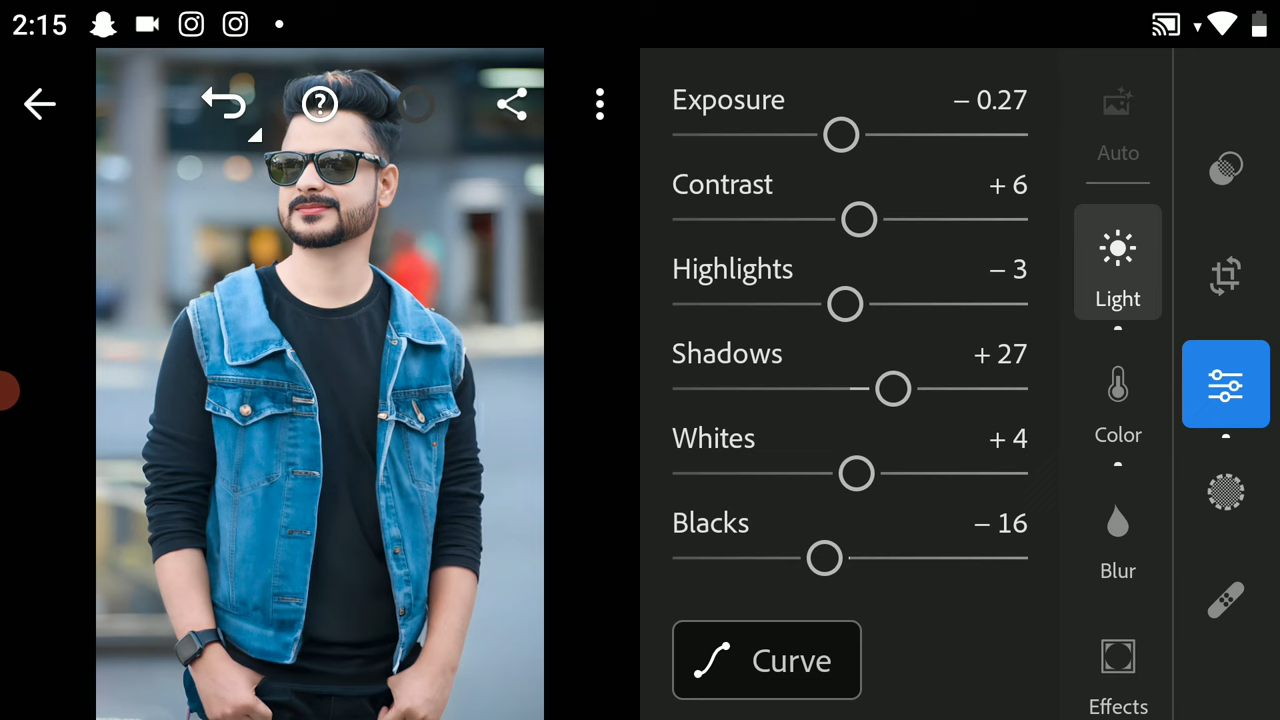 2:15
Exposure – 0.27
Contrast + 6
Highlights – 3
Shadows + 27
Whites + 4
Blacks – 16
Curve
Auto
Light
Color
Blur
Effects